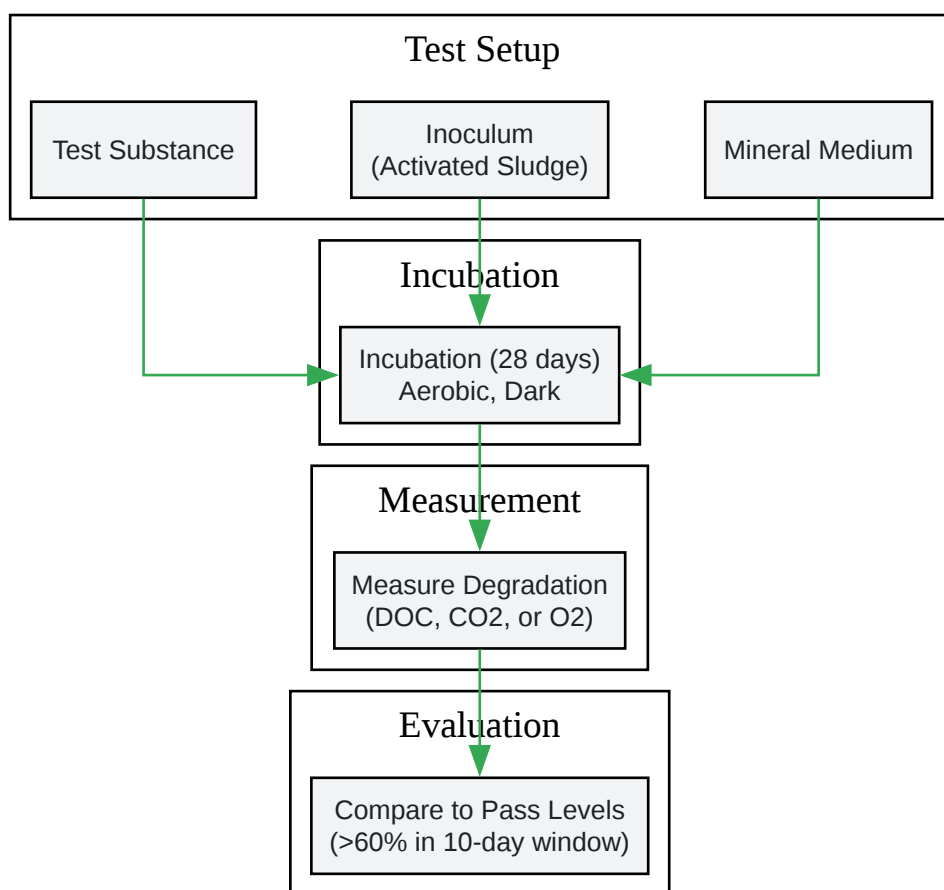 Test Setup
Test Substance
Inoculum
(Activated Sludge)
Mineral Medium
Incubation
Incubation (28 days)
Aerobic, Dark
Measurement
Measure Degradation
(DOC, CO2, or O2)
Evaluation
Compare to Pass Levels
(>60% in 10-day window)